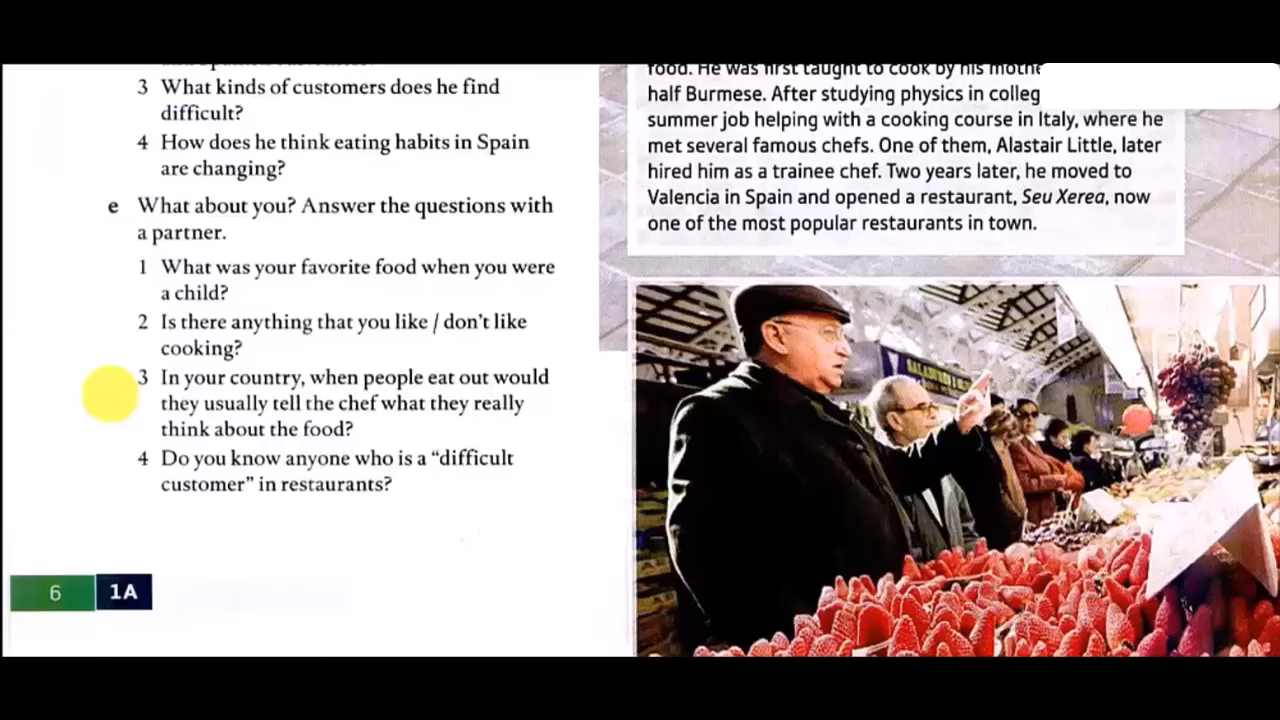 3 What kinds of customers does he find
difficult?
4 How does he think eating habits in Spain
are changing?
e What about you? Answer the questions with
a partner.
1 What was your favorite food when you were
a child?
2 Is there anything that you like / don't like
cooking?
3 In your country, when people eat out would
they usually tell the chef what they really
think about the food?
4 Do you know anyone who is a "difficult
customer" in restaurants?
6 1A
food. He was first taught to cook by his
half Burmese. After studying physics in
summer job helping with a cooking course in Italy, where he
met several famous chefs. One of them, Alastair Little, later
hired him as a trainee chef. Two years later, he moved to
Valencia in Spain and opened a restaurant, Seu Xerea, now
one of the most popular restaurants in town.